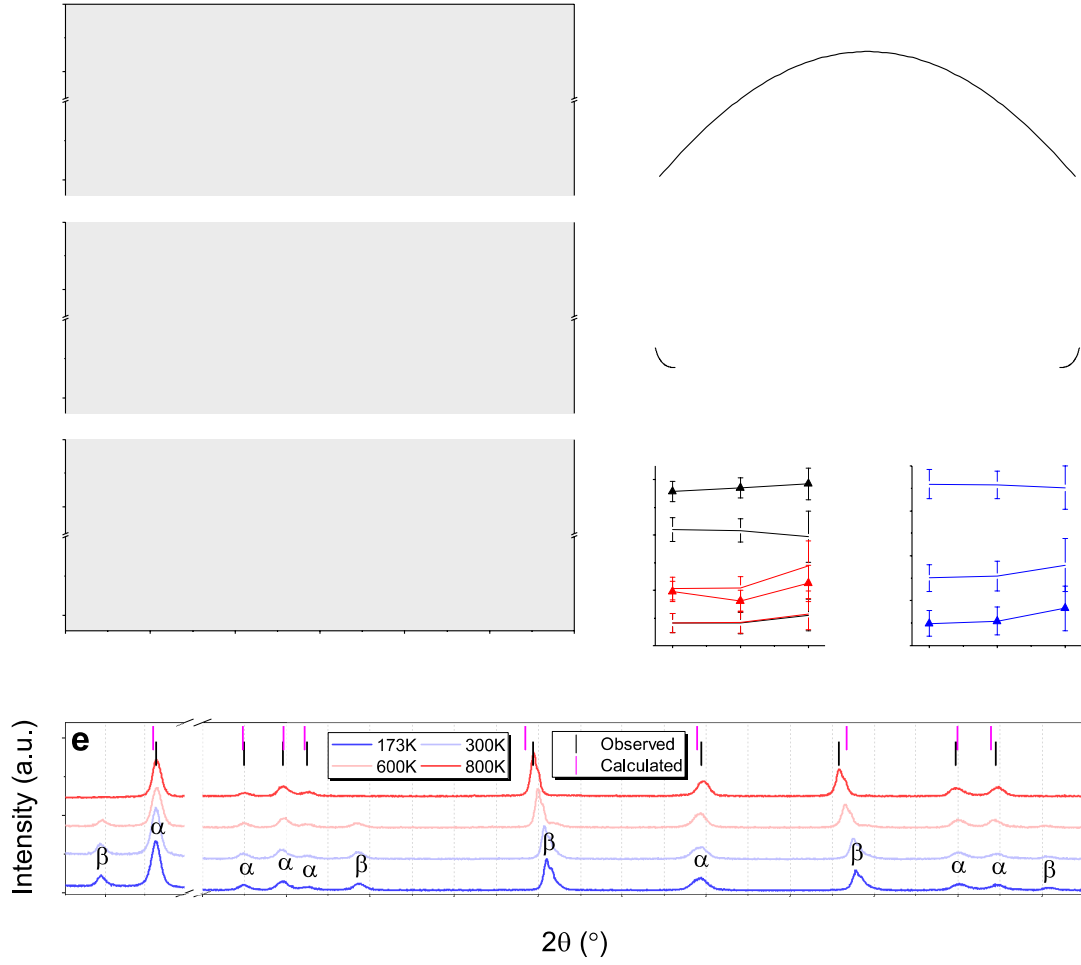 e
173K 300K
600K 800K
Observed
Calculated
Intensity (a.u.)
β α α α α β β α β α α β
2θ (°)